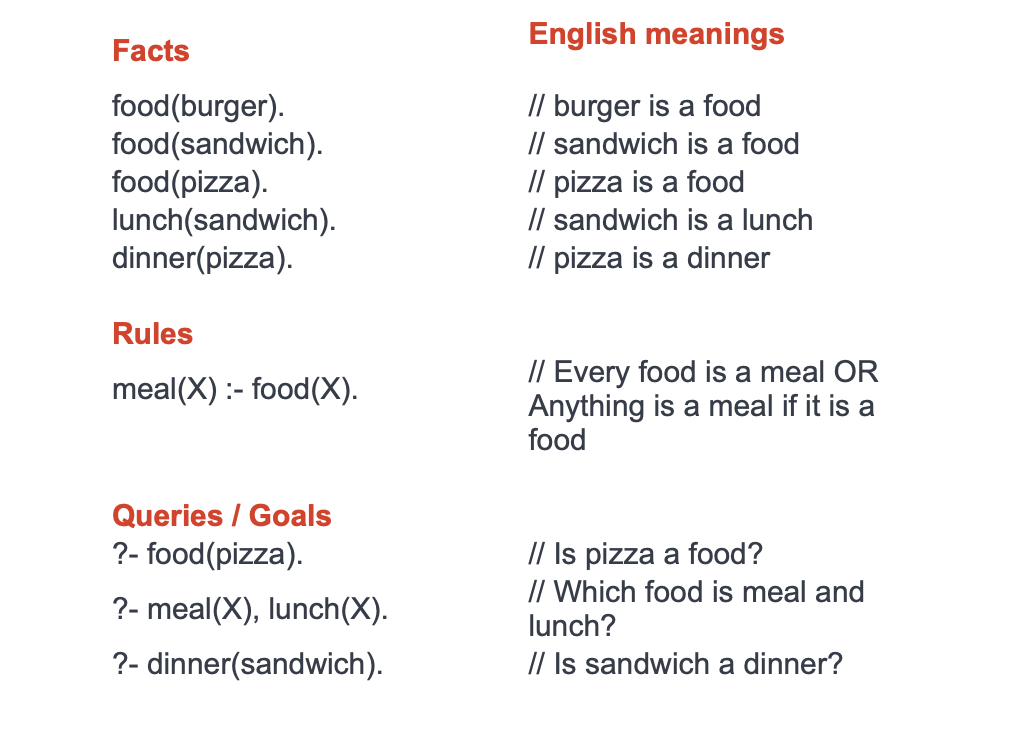 Facts
English meanings
food(burger).
// burger is a food
food(sandwich).
// sandwich is a food
food(pizza).
// pizza is a food
lunch(sandwich).
// sandwich is a lunch
dinner(pizza).
// pizza is a dinner
Rules
meal(X) :- food(X).
// Every food is a meal OR
Anything is a meal if it is a
food
Queries / Goals
?- food(pizza).
// Is pizza a food?
?- meal(X), lunch(X).
// Which food is meal and
lunch?
?- dinner(sandwich).
// Is sandwich a dinner?